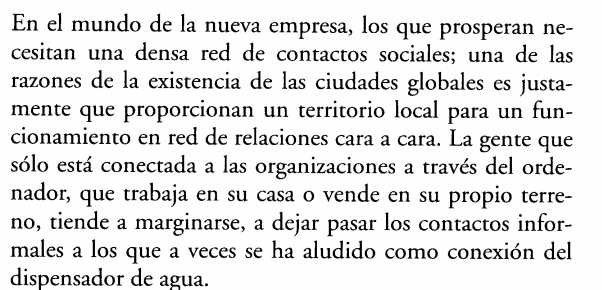 En el mundo de la nueva empresa, los que prosperan ne-
cesitan una densa red de contactos sociales; una de las
razones de la existencia de las ciudades globales es justa-
mente que proporcionan un territorio local para un fun-
cionamiento en red de relaciones cara a cara. La gente que
sólo está conectada a las organizaciones a través del orde-
nador, que trabaja en su casa o vende en su propio terre-
no, tiende a marginarse, a dejar pasar los contactos infor-
males a los que a veces se ha aludido como conexión del
dispensador de agua.